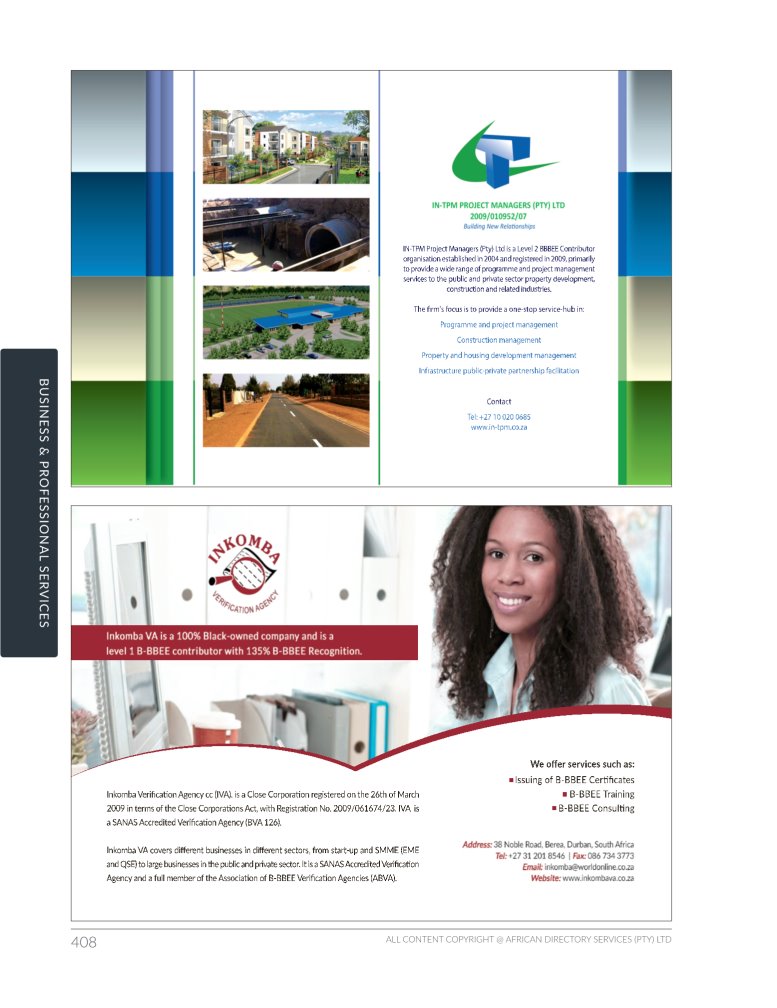 IN-TPM PROJECT MANAGERS (PTY) LTD
2009/010952/07
Building New Relationships
IN-TPM Project Managers (Pty) Ltd is a Level 2 BBBEE Contributor
organisation established in 2004 and registered in 2009, primarily
to provide a wide range of programme and project management
services to the public and private sector property development,
construction and related industries.
The firm's focus is to provide a one-stop service-hub in:
Programme and project management
Construction management
Property and housing development management
Infrastructure public-private partnership facilitation
Contact
Tel: +27 10 020 0685
www.in-tpm.co.za
BUSINESS & PROFESSIONAL SERVICES
INKOMBA
VERIFICATION AGENCY
Inkomba VA is a 100% Black-owned company and is a
level 1 B-BBEE contributor with 135% B-BBEE Recognition.
We offer services such as:
Issuing of B-BBEE Certificates
B-BBEE Training
B-BBEE Consulting
Inkomba Verification Agency cc (IVA). is a Close Corporation registered on the 26th of March
2009 in terms of the Close Corporations Act, with Registration No. 2009/061674/23. IVA is
a SANAS Accredited Verification Agency (BVA 126).
Inkomba VA covers different businesses in different sectors, from start-up and SMME (EME
and QSE) to large businesses in the public and private sector. It is a SANAS Accredited Verification
Agency and a full member of the Association of B-BBEE Verification Agencies (ABVA).
Address: 38 Noble Road, Berea, Durban, South Africa
Tel: +27 31 201 8546 | Fax: 086 734 3773
Email: inkomba@worldonline.co.za
Website: www.inkombava.co.za
408
ALL CONTENT COPYRIGHT @ AFRICAN DIRECTORY SERVICES (PTY) LTD